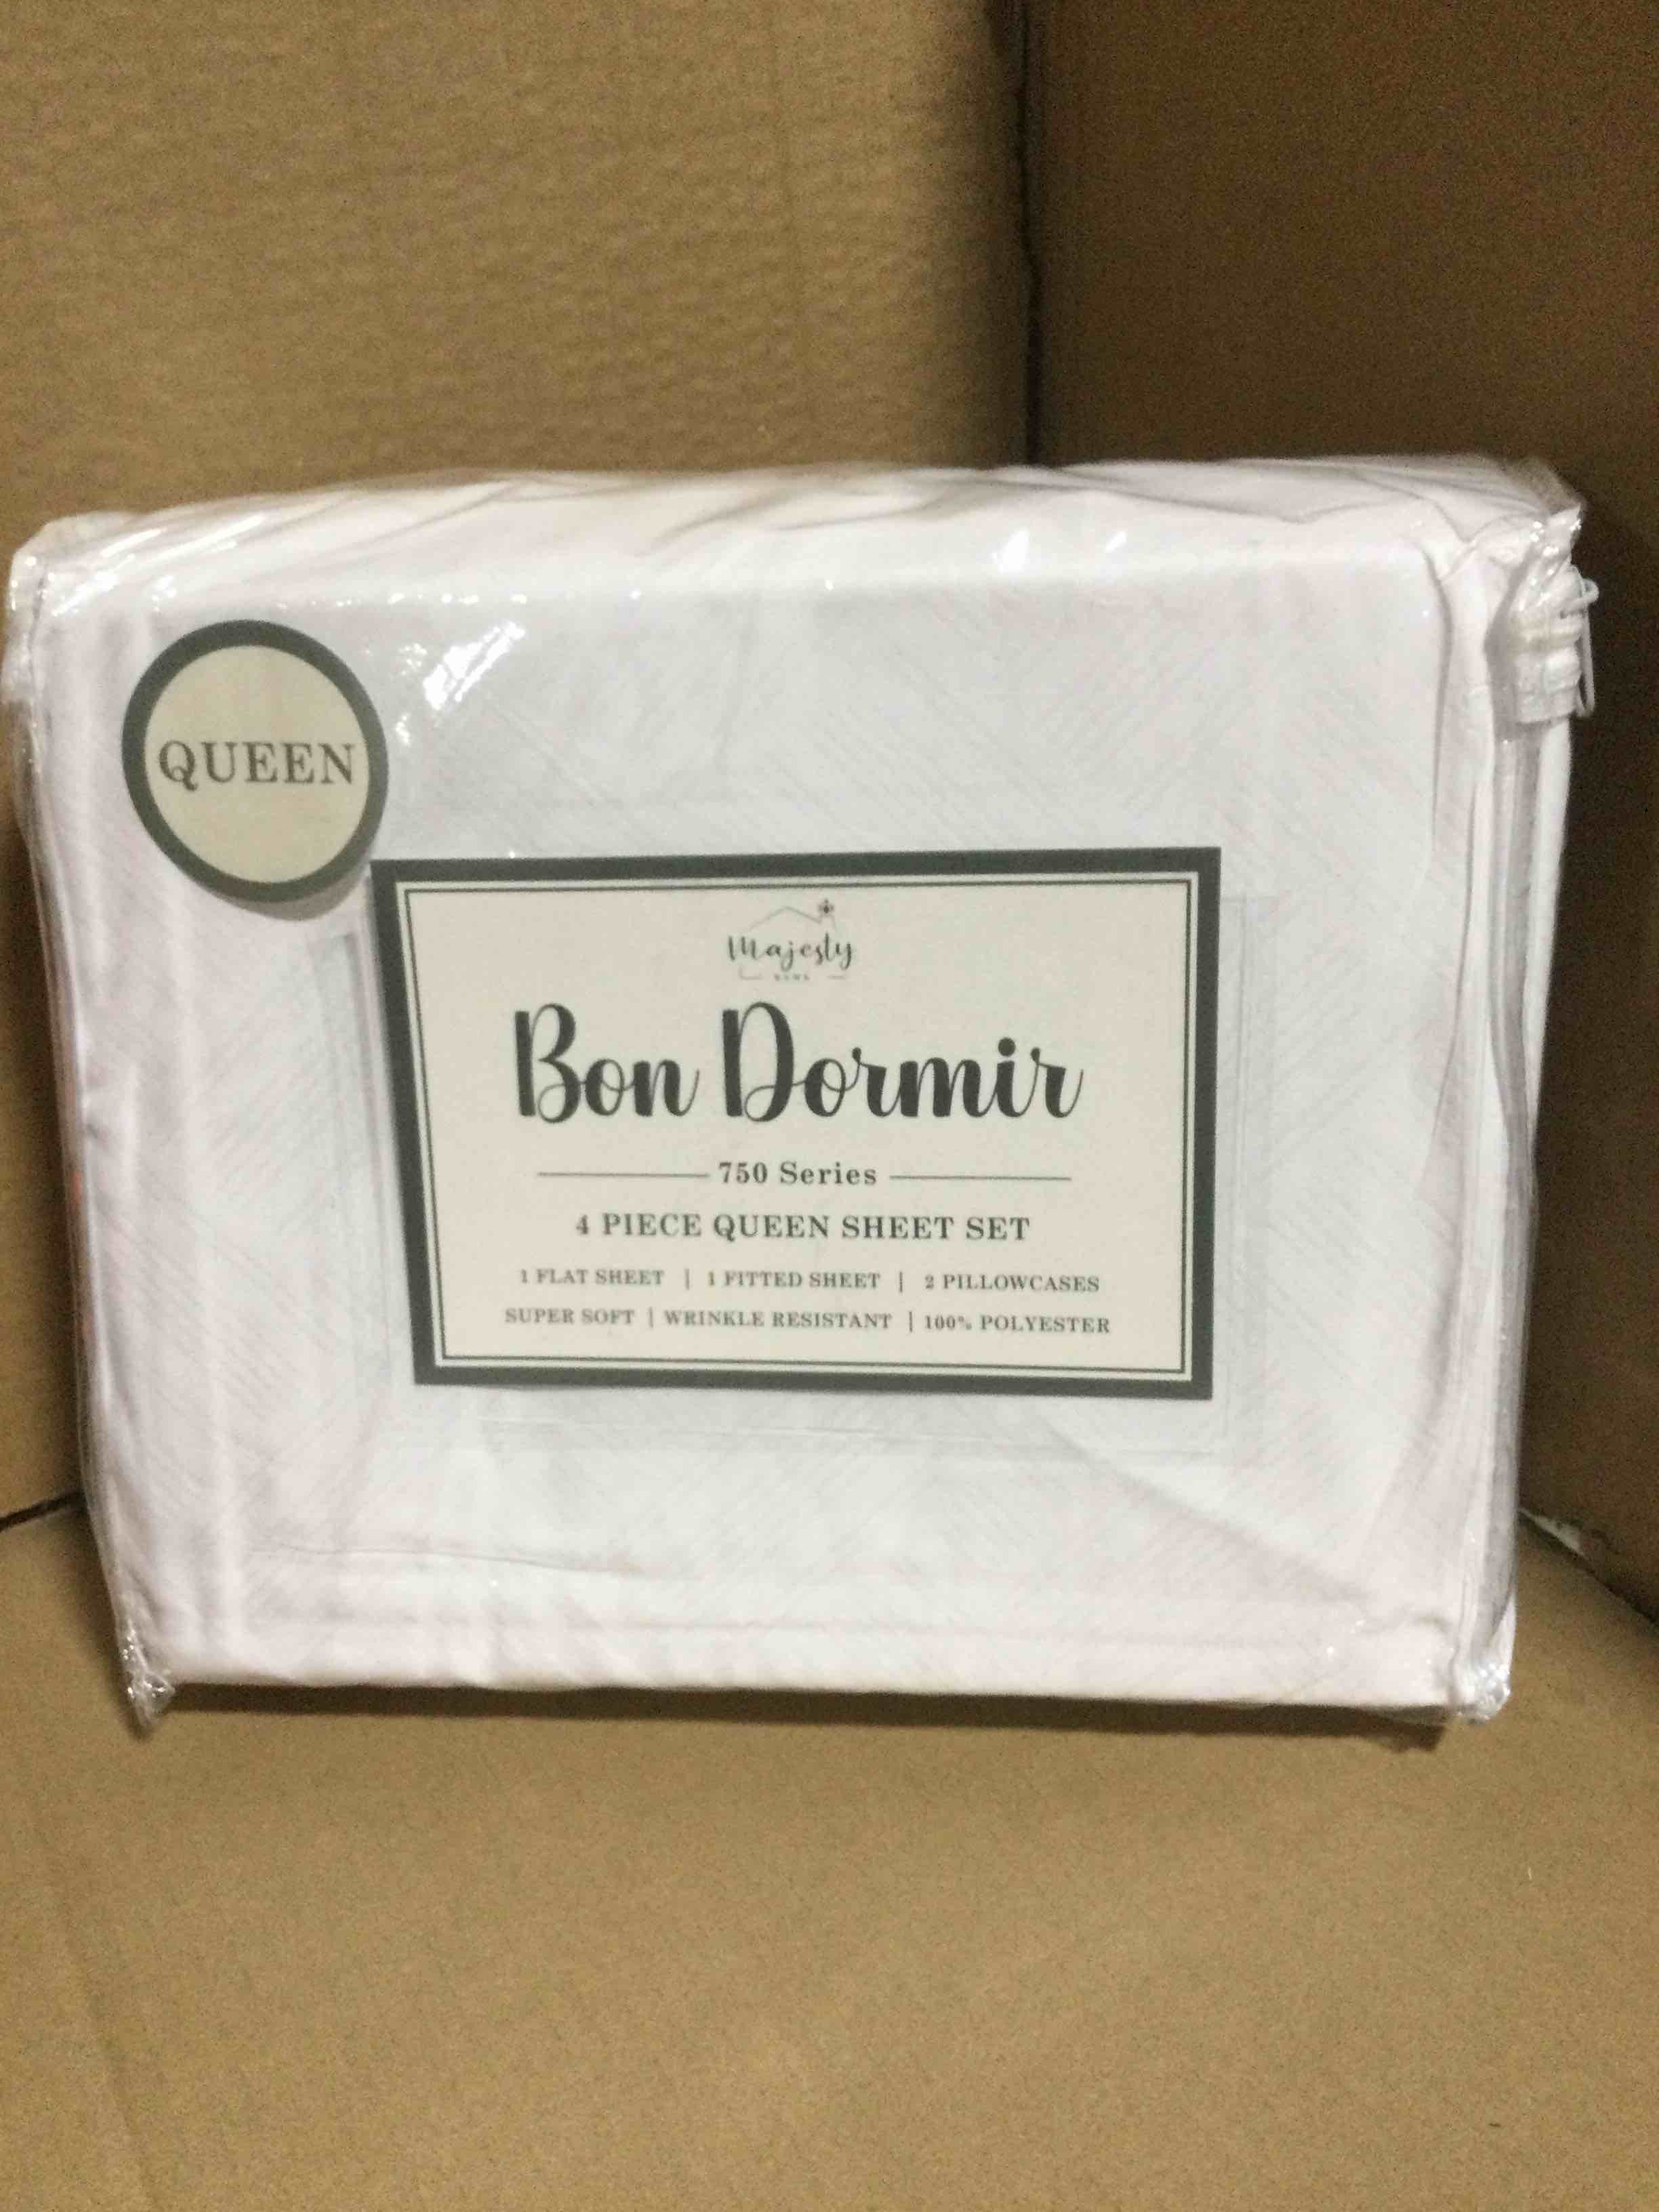 QUEEN
Majesty
HOME
Bon Dormir
750 Series
4 PIECE QUEEN SHEET SET
1 FLAT SHEET | 1 FITTED SHEET | 2 PILLOWCASES
SUPER SOFT | WRINKLE RESISTANT | 100% POLYESTER